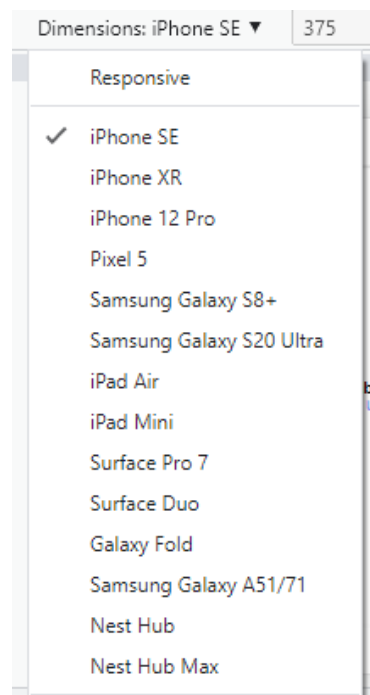 Dimensions: iPhone SE ▼ 375
Responsive
iPhone SE
iPhone XR
iPhone 12 Pro
Pixel 5
Samsung Galaxy S8+
Samsung Galaxy S20 Ultra
iPad Air
iPad Mini
Surface Pro 7
Surface Duo
Galaxy Fold
Samsung Galaxy A51/71
Nest Hub
Nest Hub Max